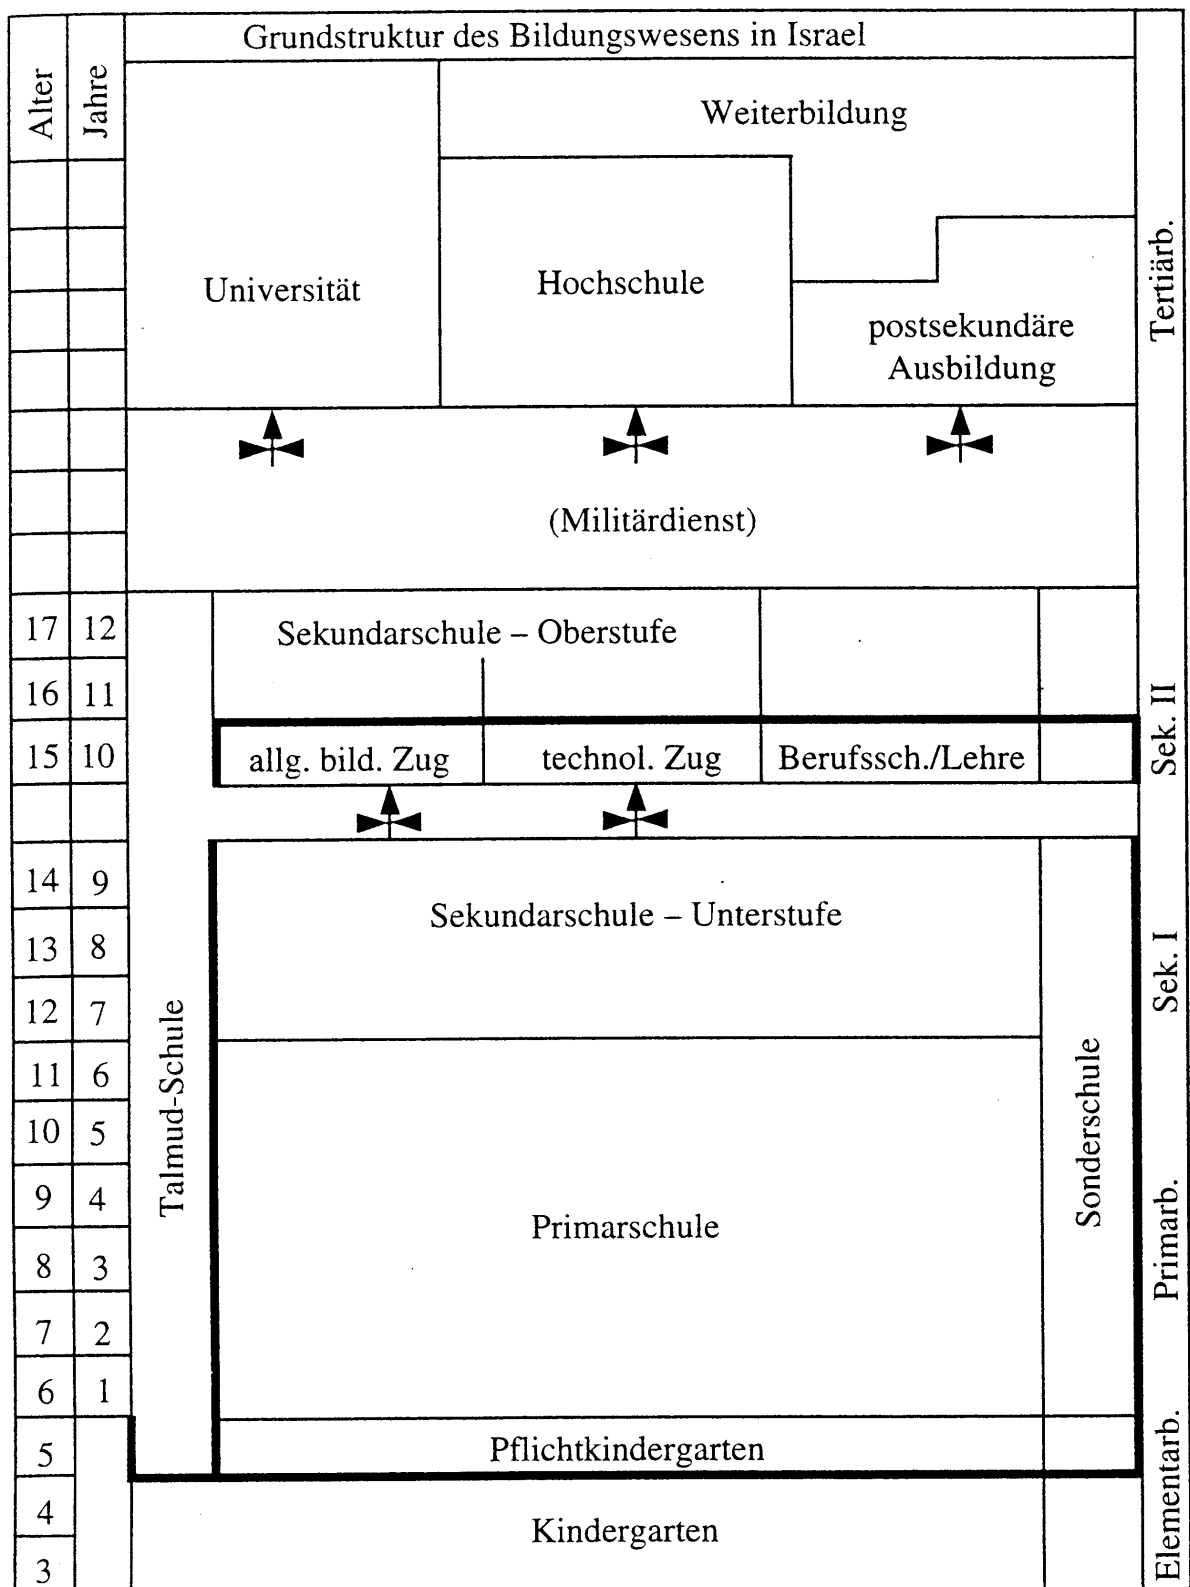 Grundstruktur des Bildungswesens in Israel
Alter
Jahre
Weiterbildung
Universität
Hochschule
postsekundäre
Ausbildung
Tertiärb.
(Militärdienst)
17 12
Sekundarschule – Oberstufe
16 11
15 10
allg. bild. Zug
technol. Zug
Berufssch./Lehre
Sek. II
14 9
Sekundarschule – Unterstufe
13 8
12 7
Sek. I
11 6
10 5
9 4
8 3
7 2
6 1
Talmud-Schule
Primarschule
Sonderschule
Primarb.
5
Pflichtkindergarten
4
Kindergarten
3
Elementarb.